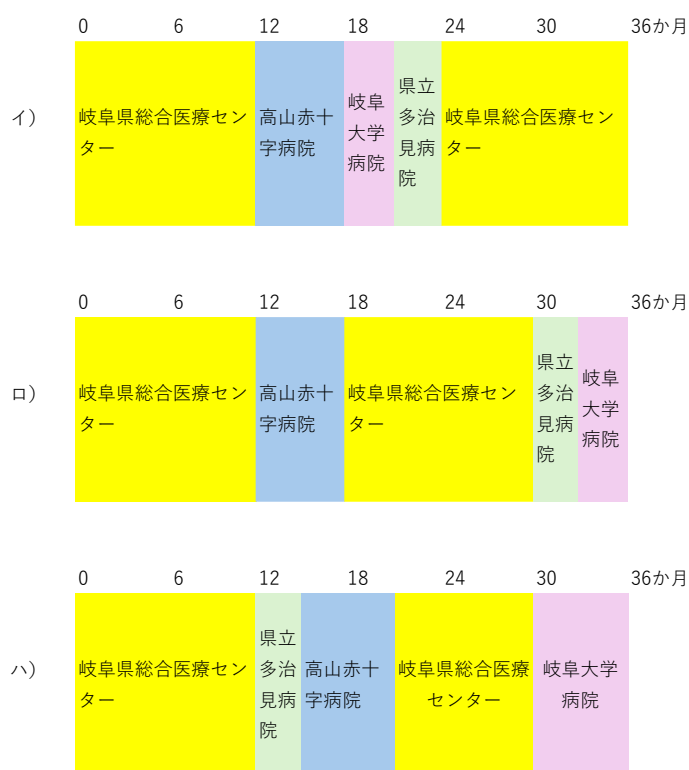 0 6 12 18 24 30 36か月
イ）
岐阜県総合医療セン
ター
高山赤十
字病院
岐阜
大学
病院
県立
多治
見病
院
岐阜県総合医療セン
ター
0 6 12 18 24 30 36か月
ロ）
岐阜県総合医療セン
ター
高山赤十
字病院
岐阜県総合医療セン
ター
県立
多治
見病
院
岐阜
大学
病院
0 6 12 18 24 30 36か月
ハ）
岐阜県総合医療セン
ター
県立
多治
見病
院
高山赤十
字病院
岐阜県総合医療
センター
岐阜大学
病院